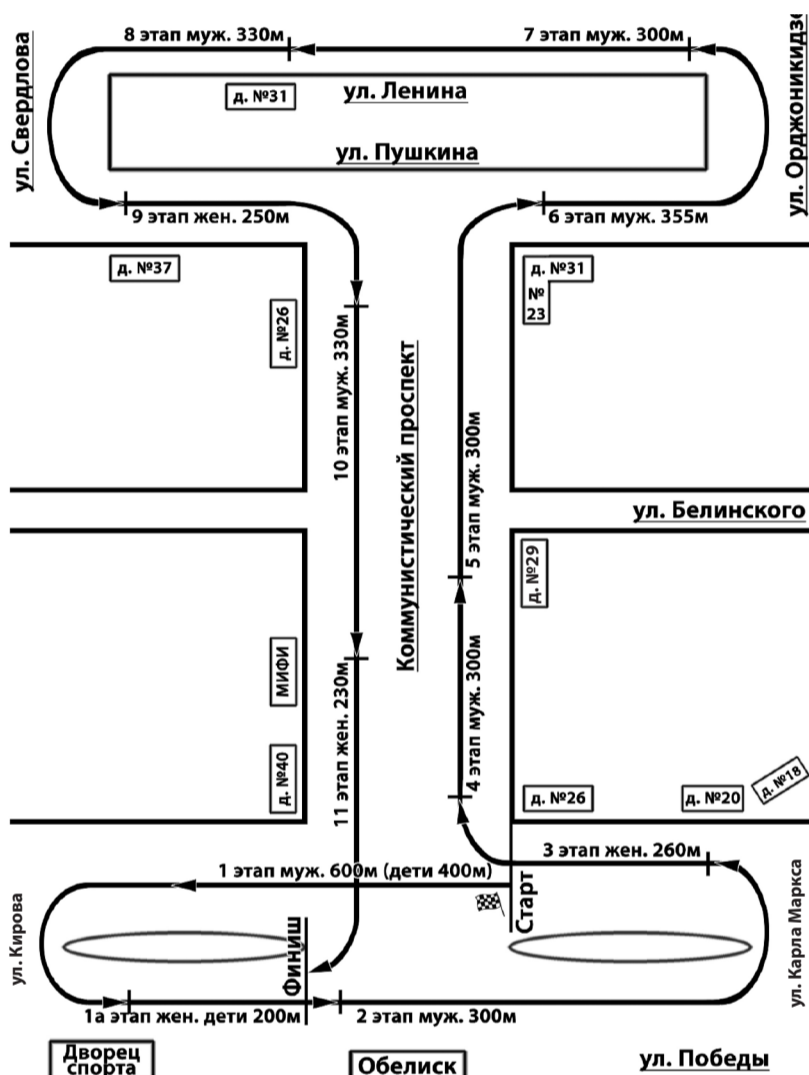 8 этап муж. 330м
7 этап муж. 300м
ул. Свердлова
д. №31
ул. Ленина
ул. Пушкина
9 этап жен. 250м
6 этап муж. 355м
д. №37
д. №26
10 этап муж. 330м
Коммунистический проспект
5 этап муж. 300м
д. №31
№
23
ул. Белинского
д. №29
МИФИ
д. №40
11 этап жен. 230м
4 этап муж. 300м
д. №26
д. №20
д. №18
3 этап жен. 260м
1 этап муж. 600м (дети 400м)
Старт
ул. Кирова
Финиш
ул. Карла Маркса
1а этап жен. дети 200м
2 этап муж. 300м
Дворец
спорта
Обелиск
ул. Победы